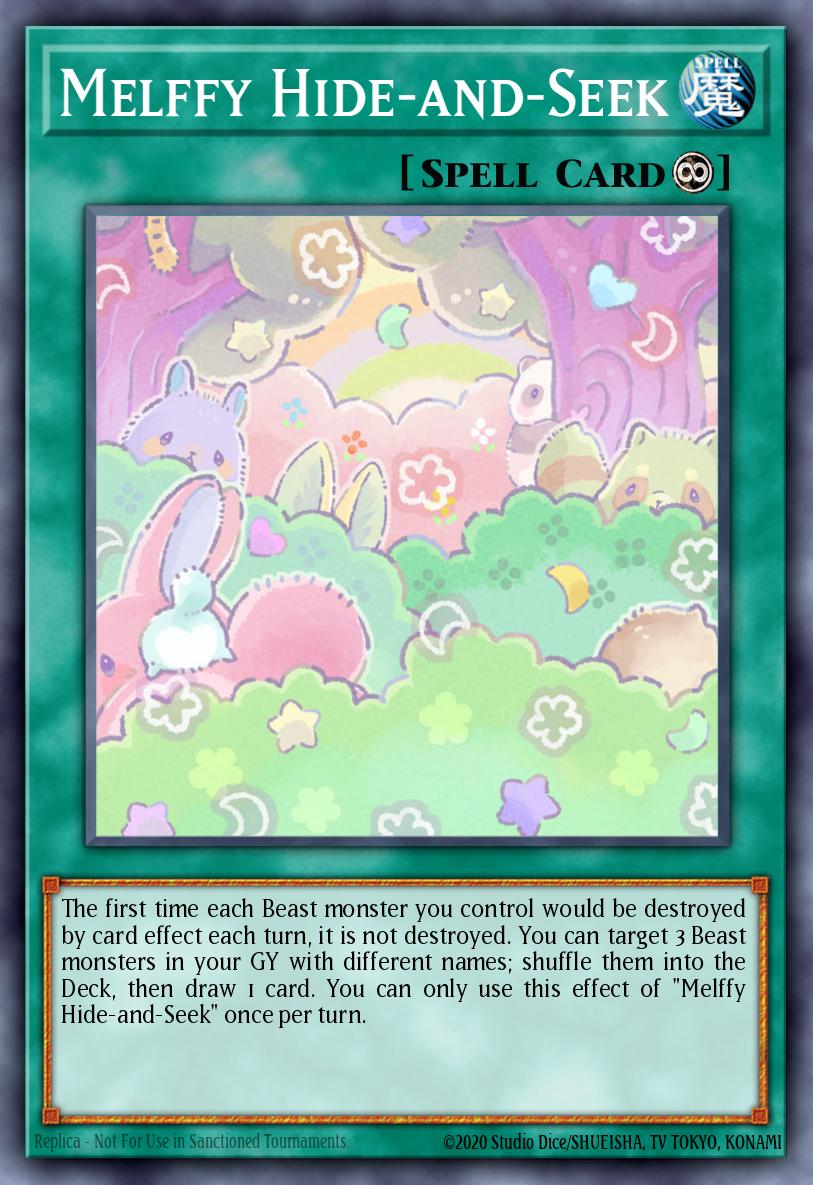 Melffy Hide-and-Seek
SPELL
魔
[Spell Card]
The first time each Beast monster you control would be destroyed
by card effect each turn, it is not destroyed. You can target 3 Beast
monsters in your GY with different names; shuffle them into the
Deck, then draw 1 card. You can only use this effect of "Melffy
Hide-and-Seek" once per turn.
Replica - Not For Use in Sanctioned Tournaments.
©2020 Studio Dice/SHUEISHA, TV TOKYO, KONAMI